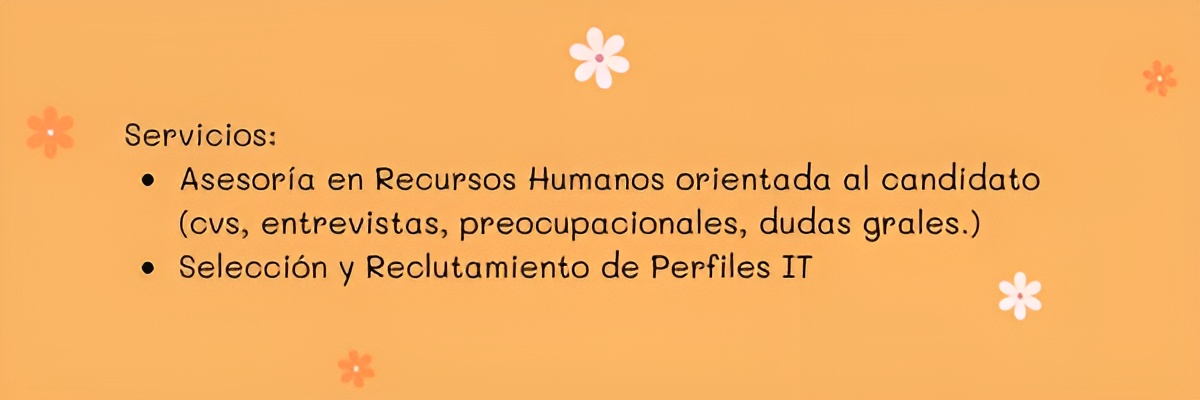 Servicios:
• Asesoría en Recursos Humanos orientada al candidato
(cvs, entrevistas, preocupacionales, dudas grales.)
• Selección y Reclutamiento de Perfiles IT